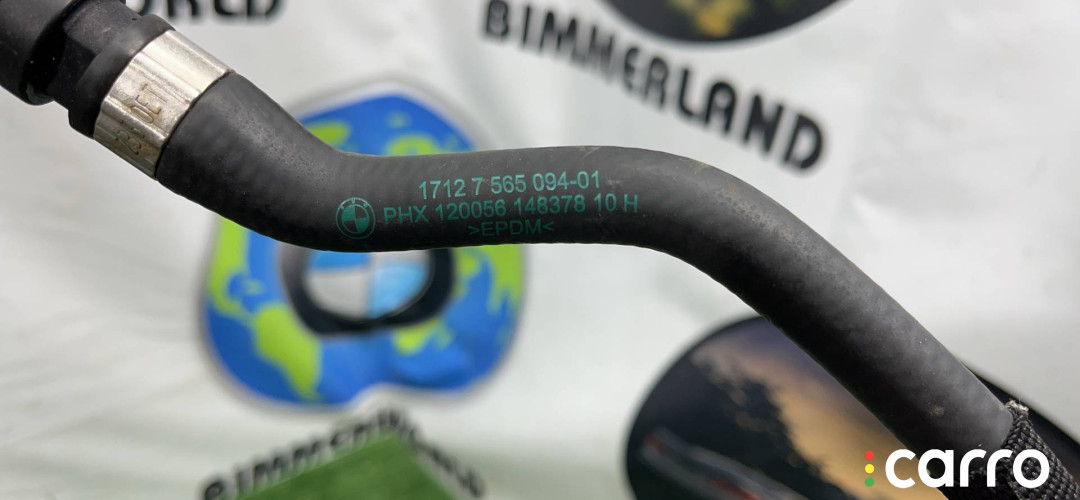 BIMMERLAND
1712 7 565 094-01
PHX 120056 148378 10 H
>EPDM<
carro